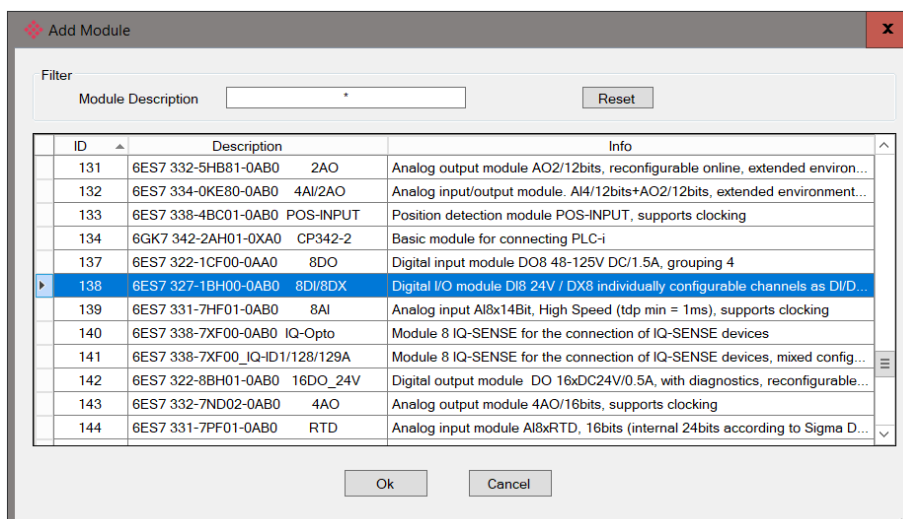 Add Module
x
Filter
Module Description * Reset
ID Description Info
131 6ES7 332-5HB81-0AB0 2AO Analog output module AO2/12bits, reconfigurable online, extended environ...
132 6ES7 334-0KE80-0AB0 4AI/2AO Analog input/output module. AI4/12bits+AO2/12bits, extended environment...
133 6ES7 338-4BC01-0AB0 POS-INPUT Position detection module POS-INPUT, supports clocking
134 6GK7 342-2AH01-0XA0 CP342-2 Basic module for connecting PLC-i
137 6ES7 322-1CF00-0AA0 8DO Digital input module DO8 48-125V DC/1.5A, grouping 4
138 6ES7 327-1BH00-0AB0 8DI/8DX Digital I/O module DI8 24V / DX8 individually configurable channels as DI/D...
139 6ES7 331-7HF01-0AB0 8AI Analog input AI8x14Bit, High Speed (tdp min = 1ms), supports clocking
140 6ES7 338-7XF00-0AB0 IQ-Opto Module 8 IQ-SENSE for the connection of IQ-SENSE devices
141 6ES7 338-7XF00_IQ-ID1/128/129A Module 8 IQ-SENSE for the connection of IQ-SENSE devices, mixed config...
142 6ES7 322-8BH01-0AB0 16DO_24V Digital output module DO 16xDC24V/0.5A, with diagnostics, reconfigurable...
143 6ES7 332-7ND02-0AB0 4AO Analog output module 4AO/16bits, supports clocking
144 6ES7 331-7PF01-0AB0 RTD Analog input module AI8xRTD, 16bits (internal 24bits according to Sigma D...
Ok Cancel